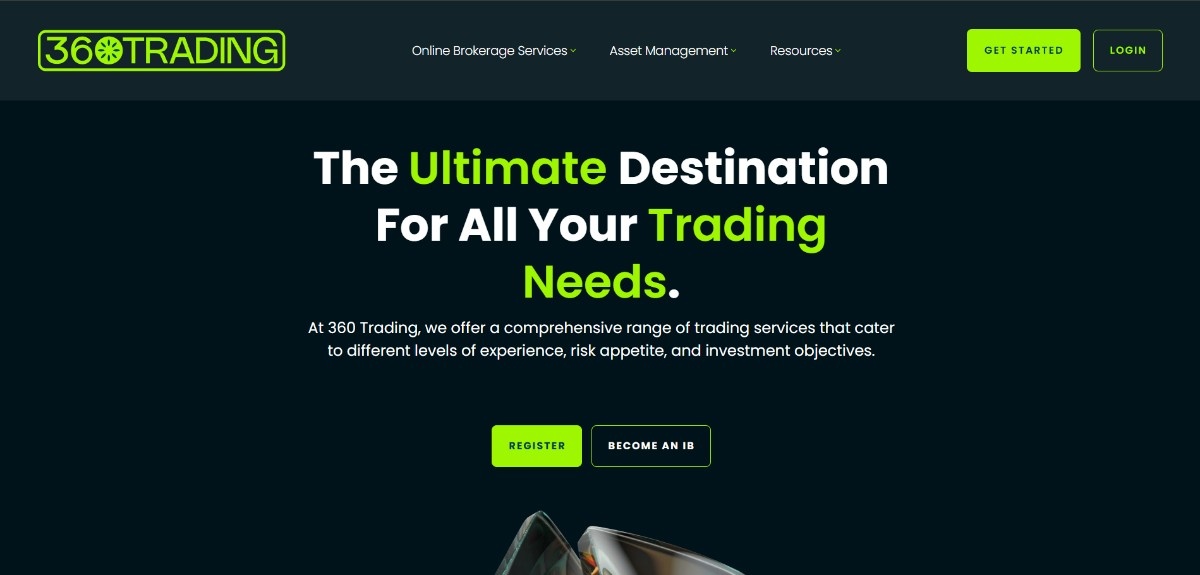 360TRADING
Online Brokerage Services
Asset Management
Resources
GET STARTED
LOGIN
The Ultimate Destination
For All Your Trading
Needs.
At 360 Trading, we offer a comprehensive range of trading services that cater
to different levels of experience, risk appetite, and investment objectives.
REGISTER
BECOME AN IB